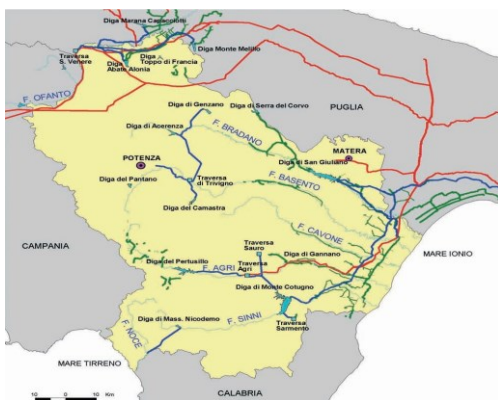 Diga Marana Capacciotti
Traversa
S. Venere
Diga
Abate Alonia
Diga
Toppo di Francia
Diga Monte Melillo
F. OFANTO
PUGLIA
Diga di Genzano
Diga di Serra del Corvo
Diga di Acerenza
F. BRADANO
MATERA
POTENZA
Diga di San Giuliano
Diga del Pantano
Traversa
di Trivigno
F. BASENTO
Diga del Camastra
F. CAVONE
CAMPANIA
Traversa
Sauro
MARE IONIO
Diga del Pertusillo
Diga di Gannano
F. AGRI
Traversa
Agri
Diga di Monte Cotugno
Diga di Mass. Nicodemo
F. SINNI
Traversa
Sarmento
F. NOCE
MARE TIRRENO
CALABRIA
10 0 10 Km